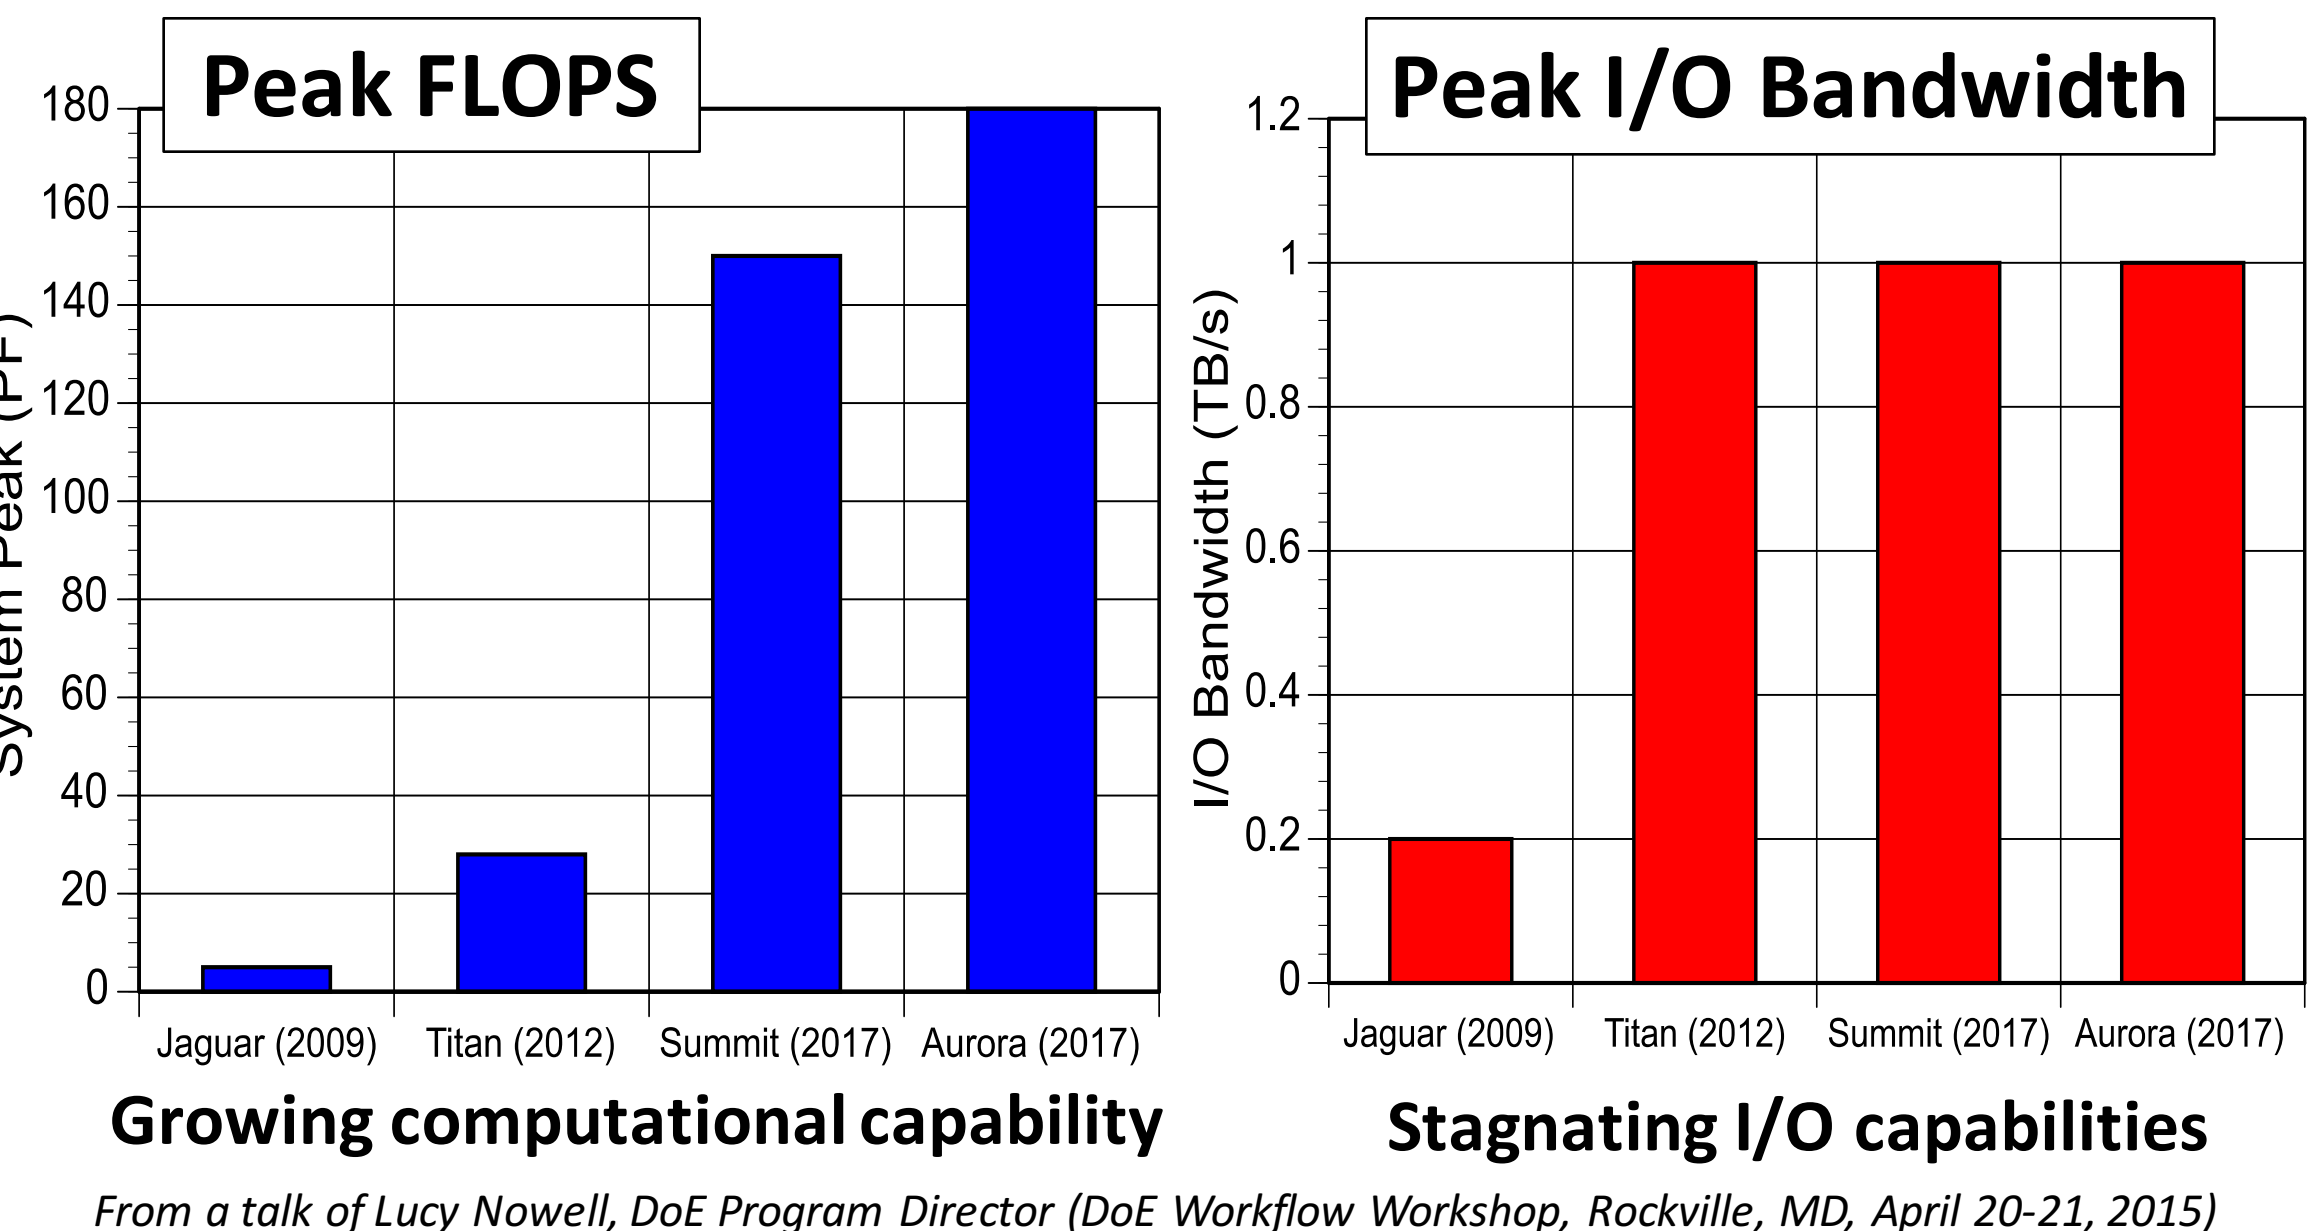 Peak FLOPS
180
160
140
120
100
80
60
40
20
0
System Peak (PF)
Jaguar (2009) Titan (2012) Summit (2017) Aurora (2017)
Growing computational capability
Peak I/O Bandwidth
1.2
1
0.8
0.6
0.4
0.2
0
I/O Bandwidth (TB/s)
Jaguar (2009) Titan (2012) Summit (2017) Aurora (2017)
Stagnating I/O capabilities
From a talk of Lucy Nowell, DoE Program Director (DoE Workflow Workshop, Rockville, MD, April 20-21, 2015)